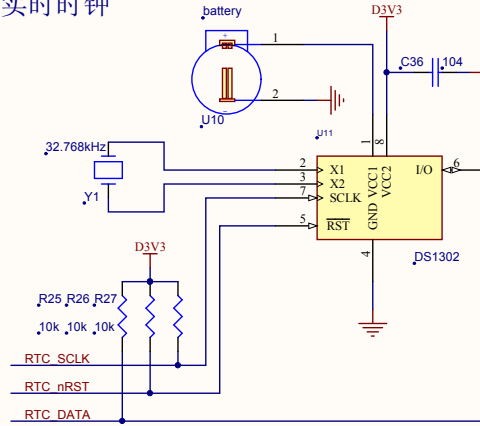 实时时钟
battery
D3V3
1
C36
104
2
U10
U11
32.768kHz
1
8
2
X1
VCC1
VCC2
I/O
6
3
X2
7
SCLK
Y1
5
RST
GND
DS1302
4
D3V3
R25 R26 R27
10k 10k 10k
RTC_SCLK
RTC_nRST
RTC_DATA